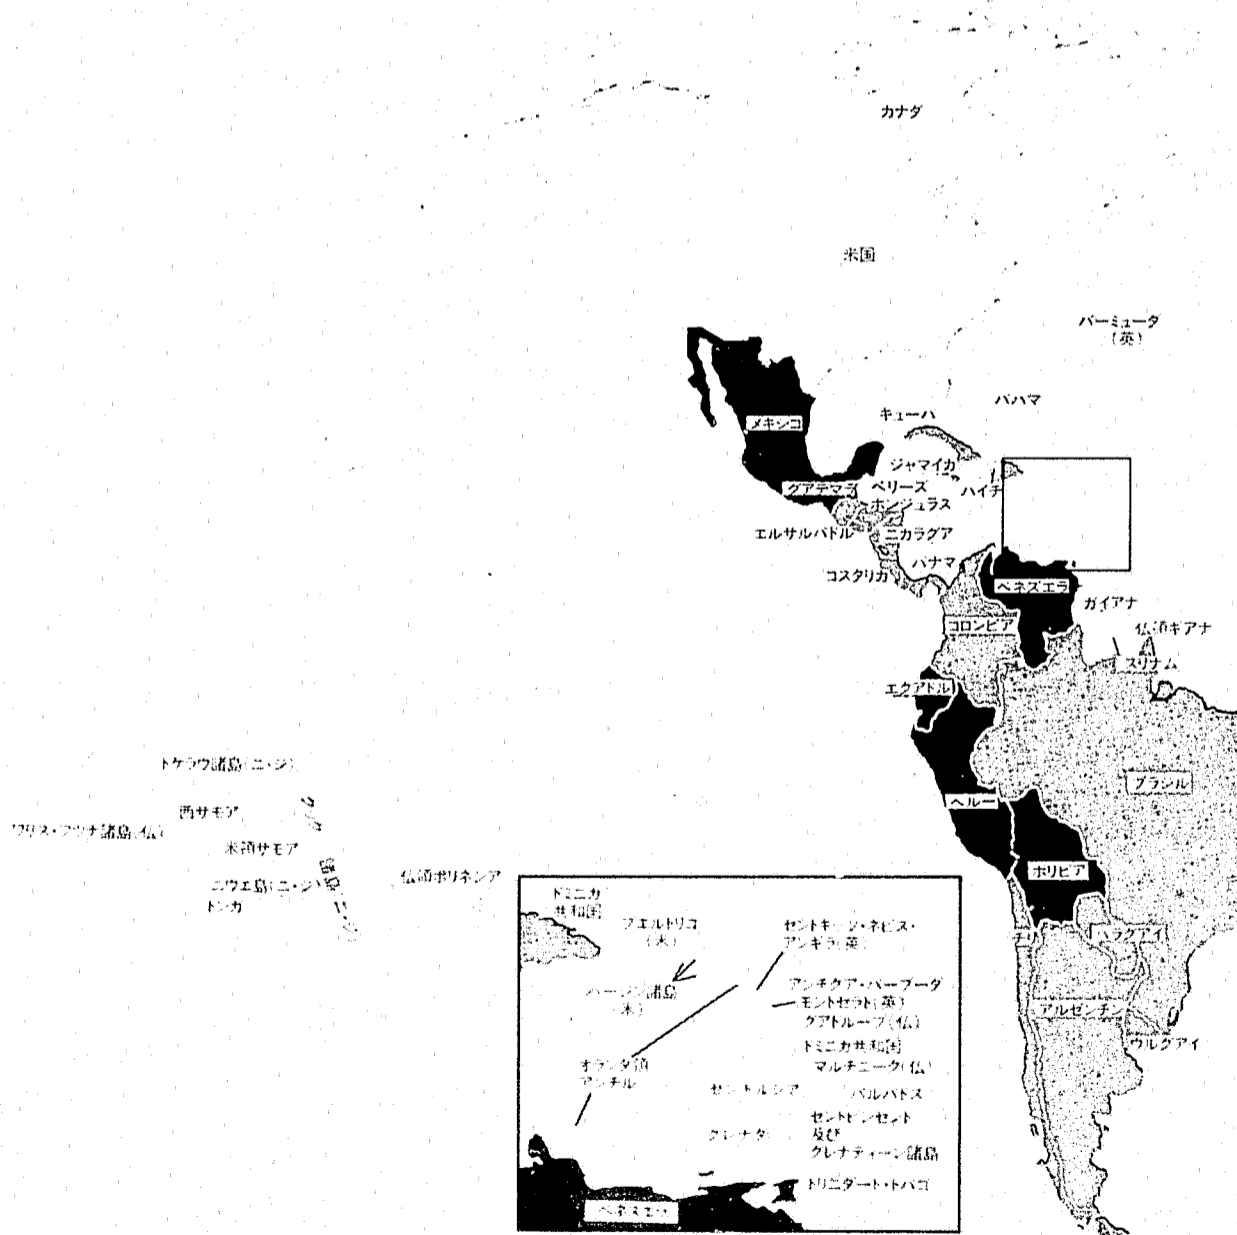 カナダ
米国
バーミューダ
(英)
バハマ
キューバ
メキシコ
ジャマイカ
ハイチ
グアテマラ
ベリーズ
ホンジュラス
エルサルバドル
ニカラグア
パナマ
コスタリカ
ベネズエラ
ガイアナ
コロンビア
仏領ギアナ
スリナム
エクアドル
ブラジル
ペルー
ボリビア
チリ
パラグアイ
アルゼンチン
ウルグアイ
トケラウ諸島(ニ・ジ)
西サモア
米領サモア
ニウエ島(ニ・ジ)
トンガ
仏領ポリネシア
ドミニカ
共和国
プエルトリコ
(米)
バージン諸島
(米)
アンチグア・バーブーダ
モントセラト(英)
グアドループ(仏)
ドミニカ共和国
マルチニーク(仏)
オランダ領
アンチル
セントルシア
バルバドス
セントビンセント
及び
グレナディーン諸島
グレナダ
トリニダート・トバゴ
ベネズエラ